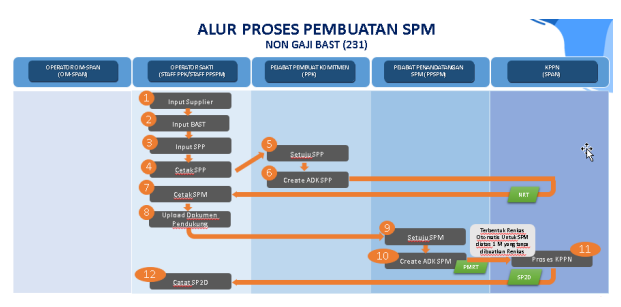 ALUR PROSES PEMBUATAN SPM
NON GAJI BAST (231)
OPERATOR OM-SPAN
(OM-SPAN)
OPERATOR SAKTI
(STAFF PPK/STAFF PPSPM)
PEJABAT PEMBUAT KOMITMEN
(PPK)
PEJABAT PENANDATANGAN
SPM (PPSPM)
KPPN
(SPAN)
1 Input Supplier
2 Input BAST
3 Input SPP
4 Cetak SPP
5 Setuju SPP
6 Create ADK SPP
7 Cetak SPM
NKT
8 Upload Dokumen
Pendukung
9 Setuju SPM
Terbentuk Renkas
Otomatis Untuk SPM
diatas 1 M yang tanpa
dibuatkan Renkas
10 Create ADK SPM
PMRT
11 Proses KPPN
12 Catat SP2D
SP2D